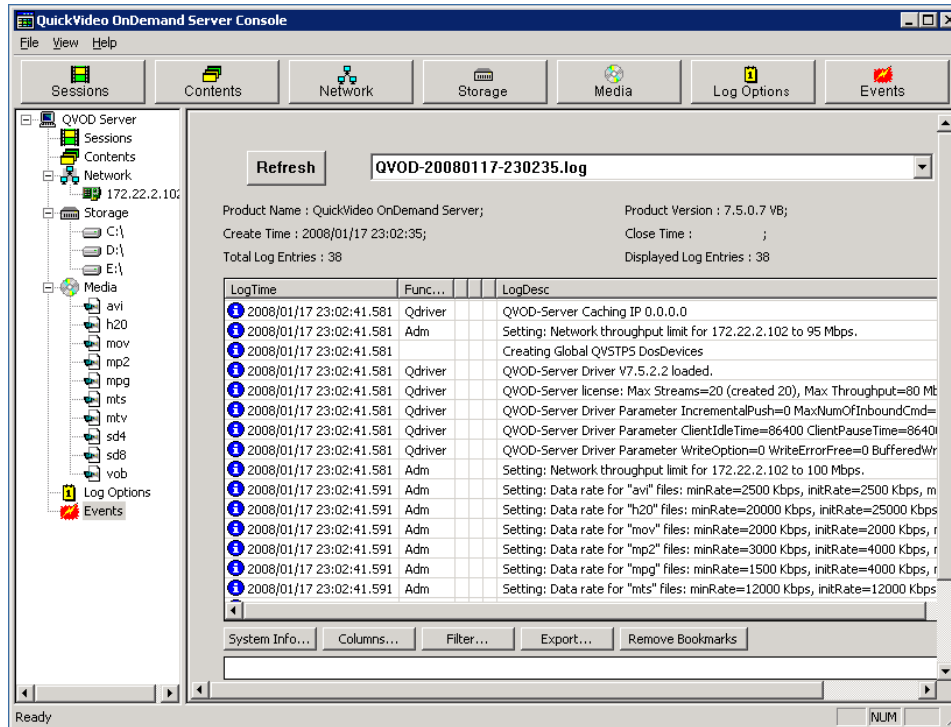 QuickVideo OnDemand Server Console
File View Help
Sessions Contents Network Storage Media Log Options Events
QVOD Server
Sessions
Contents
Network
172.22.2.102
Storage
C:\
D:\
E:\
Media
avi
h20
mov
mp2
mpg
mts
mtv
sd4
sd8
vob
Log Options
Events
Refresh QVOD-20080117-230235.log
Product Name : QuickVideo OnDemand Server; Product Version : 7.5.0.7 VB;
Create Time : 2008/01/17 23:02:35; Close Time : ;
Total Log Entries : 38 Displayed Log Entries : 38
LogTime Func... LogDesc
2008/01/17 23:02:41.581 Qdriver QVOD-Server Caching IP 0.0.0.0
2008/01/17 23:02:41.581 Adm Setting: Network throughput limit for 172.22.2.102 to 95 Mbps.
2008/01/17 23:02:41.581 Creating Global QVSTPS DosDevices
2008/01/17 23:02:41.581 Qdriver QVOD-Server Driver V7.5.2.2 loaded.
2008/01/17 23:02:41.581 Qdriver QVOD-Server license: Max Streams=20 (created 20), Max Throughput=80
2008/01/17 23:02:41.581 Qdriver QVOD-Server Driver Parameter IncrementalPush=0 MaxNumOfInboundCmd=
2008/01/17 23:02:41.581 Qdriver QVOD-Server Driver Parameter ClientIdleTime=86400
2008/01/17 23:02:41.581 Qdriver QVOD-Server Driver Parameter WriteOption=0 WriteErrorFree=0
2008/01/17 23:02:41.581 Adm Setting: Network throughput limit for 172.22.2.102 to 100 Mbps.
2008/01/17 23:02:41.591 Adm Setting: Data rate for "avi" files: minRate=2500 Kbps, initRate=2500 Kbps,
2008/01/17 23:02:41.591 Adm Setting: Data rate for "h20" files: minRate=20000 Kbps, initRate=25000 Kbps
2008/01/17 23:02:41.591 Adm Setting: Data rate for "mov" files: minRate=2000 Kbps, initRate=2000 Kbps,
2008/01/17 23:02:41.591 Adm Setting: Data rate for "mp2" files: minRate=3000 Kbps, initRate=4000 Kbps,
2008/01/17 23:02:41.591 Adm Setting: Data rate for "mpg" files: minRate=1500 Kbps, initRate=4000 Kbps,
2008/01/17 23:02:41.591 Adm Setting: Data rate for "mts" files: minRate=12000 Kbps, initRate=12000 Kbps
System Info... Columns... Filter... Export... Remove Bookmarks
Ready NUM